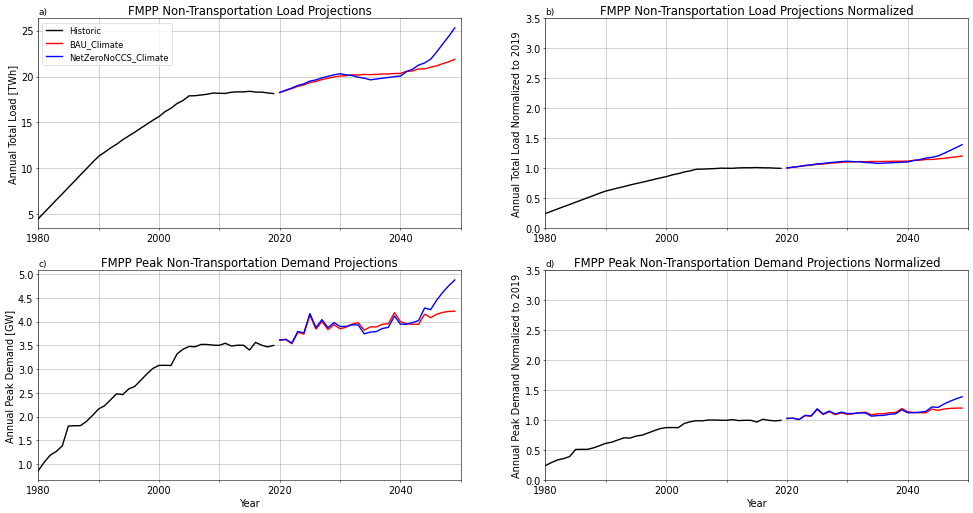 a)
FMPP Non-Transportation Load Projections
Historic
BAU_Climate
NetZeroNoCCS_Climate
Annual Total Load [TWh]
25
20
15
10
5
1980
2000
2020
2040
b)
FMPP Non-Transportation Load Projections Normalized
Annual Total Load Normalized to 2019
3.5
3.0
2.5
2.0
1.5
1.0
0.5
0.0
1980
2000
2020
2040
c)
FMPP Peak Non-Transportation Demand Projections
Annual Peak Demand [GW]
5.0
4.5
4.0
3.5
3.0
2.5
2.0
1.5
1.0
1980
2000
2020
2040
Year
d)
FMPP Peak Non-Transportation Demand Projections Normalized
Annual Peak Demand Normalized to 2019
3.5
3.0
2.5
2.0
1.5
1.0
0.5
0.0
1980
2000
2020
2040
Year